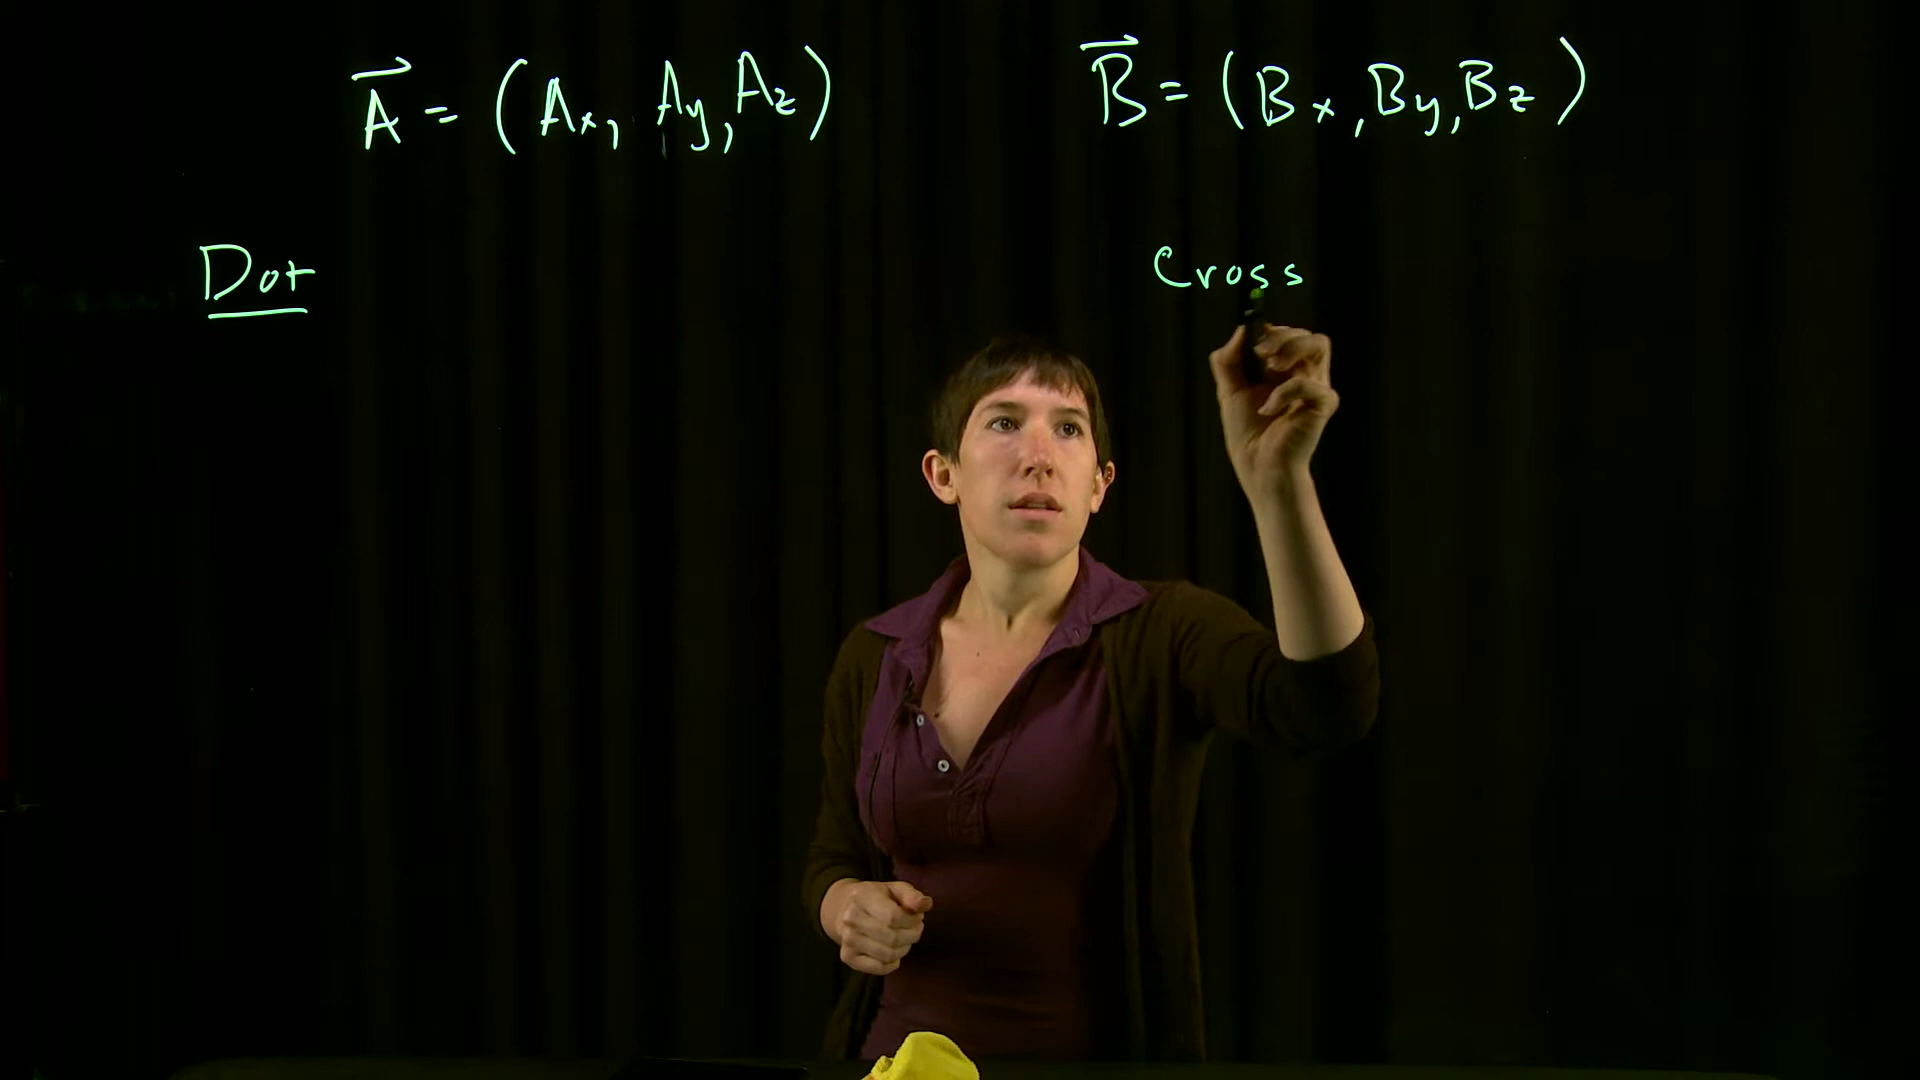 A⃗ = (Ax, Ay, Az) B⃗ = (Bx, By, Bz)
Dot Cross